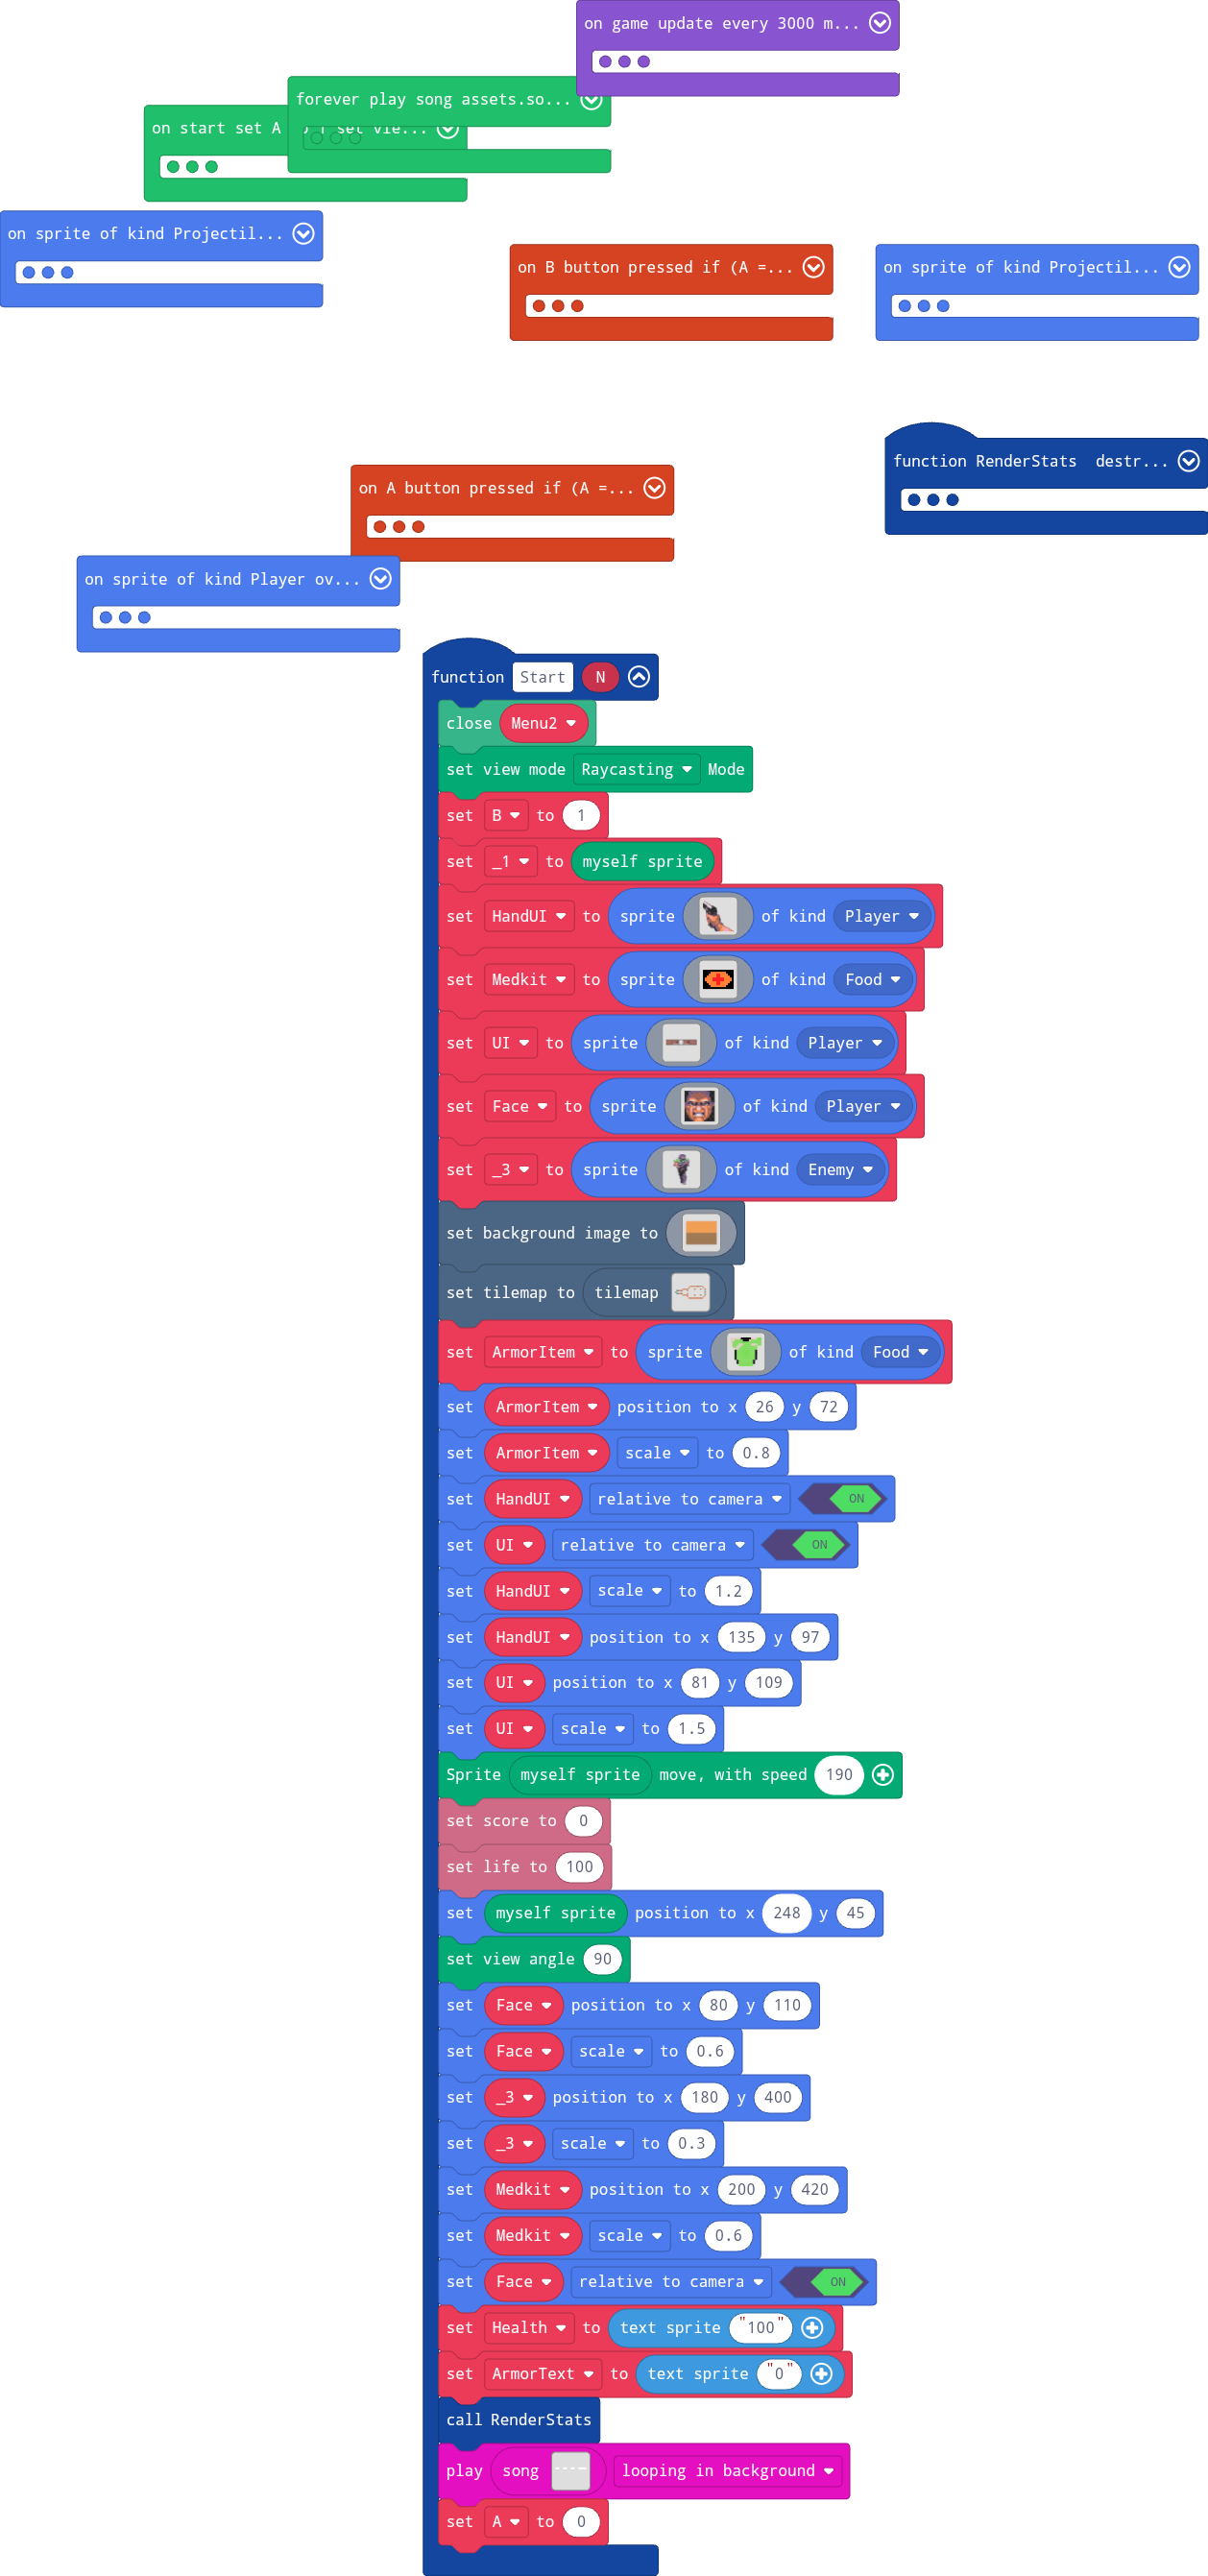 on game update every 3000 m...
forever play song assets.so...
on start set A
set vie...
on sprite of kind Projectil...
on B button pressed if (A =...
on sprite of kind Projectil...
function RenderStats destr...
on A button pressed if (A =...
on sprite of kind Player ov...
function Start N
close Menu2
set view mode Raycasting Mode
set B to 1
set _1 to myself sprite
set HandUI to sprite of kind Player
set Medkit to sprite of kind Food
set UI to sprite of kind Player
set Face to sprite of kind Player
set _3 to sprite of kind Enemy
set background image to
set tilemap to tilemap
set ArmorItem to sprite of kind Food
set ArmorItem position to x 26 y 72
set ArmorItem scale to 0.8
set HandUI relative to camera ON
set UI relative to camera ON
set HandUI scale to 1.2
set HandUI position to x 135 y 97
set UI position to x 81 y 109
set UI scale to 1.5
Sprite myself sprite move, with speed 190
set score to 0
set life to 100
set myself sprite position to x 248 y 45
set view angle 90
set Face position to x 80 y 110
set Face scale to 0.6
set _3 position to x 180 y 400
set _3 scale to 0.3
set Medkit position to x 200 y 420
set Medkit scale to 0.6
set Face relative to camera ON
set Health to text sprite "100"
set ArmorText to text sprite "0"
call RenderStats
play song looping in background
set A to 0